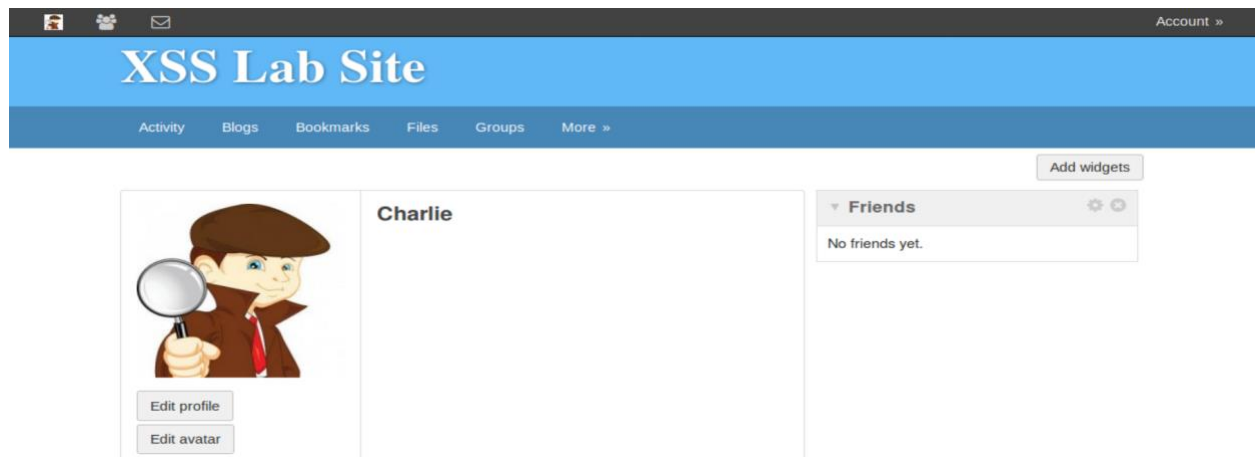 Account »
XSS Lab Site
Activity Blogs Bookmarks Files Groups More »
Add widgets
Charlie
Friends
No friends yet.
Edit profile
Edit avatar